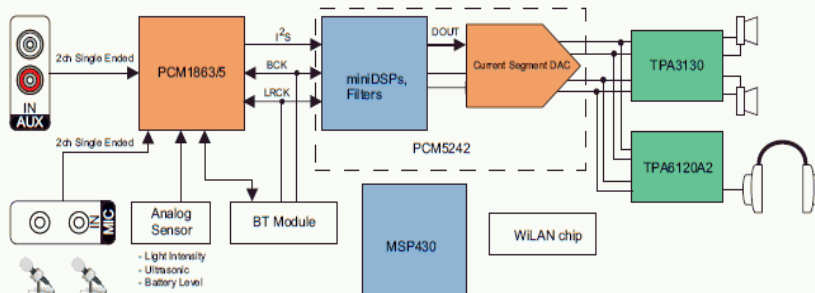 2ch Single Ended
IN
AUX
PCM1863/5
I²S
BCK
LRCK
miniDSPs,
Filters
DOUT
Current Segment DAC
PCM5242
TPA3130
TPA6120A2
2ch Single Ended
IN
MIC
Analog
Sensor
- Light Intensity
- Ultrasonic
- Battery Level
BT Module
MSP430
WiLAN chip